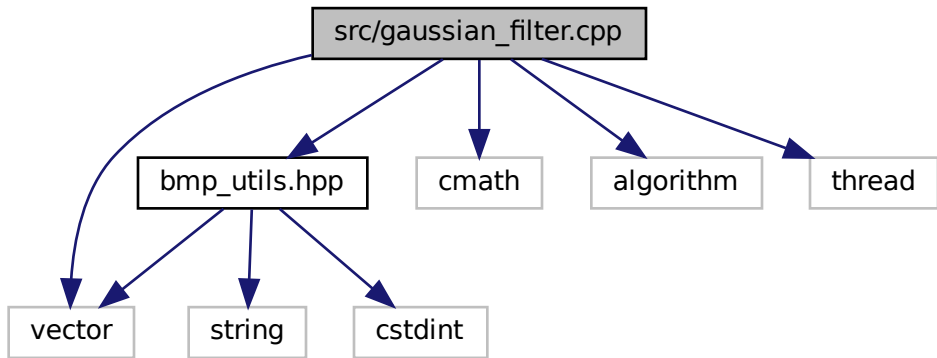 src/gaussian_filter.cpp
bmp_utils.hpp
cmath
algorithm
thread
vector
string
cstdint